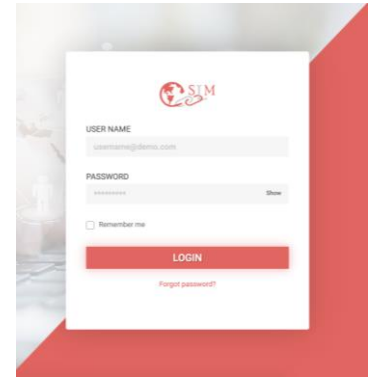 SIM
USER NAME
username@demo.com
PASSWORD
Show
Remember me
LOGIN
Forgot password?